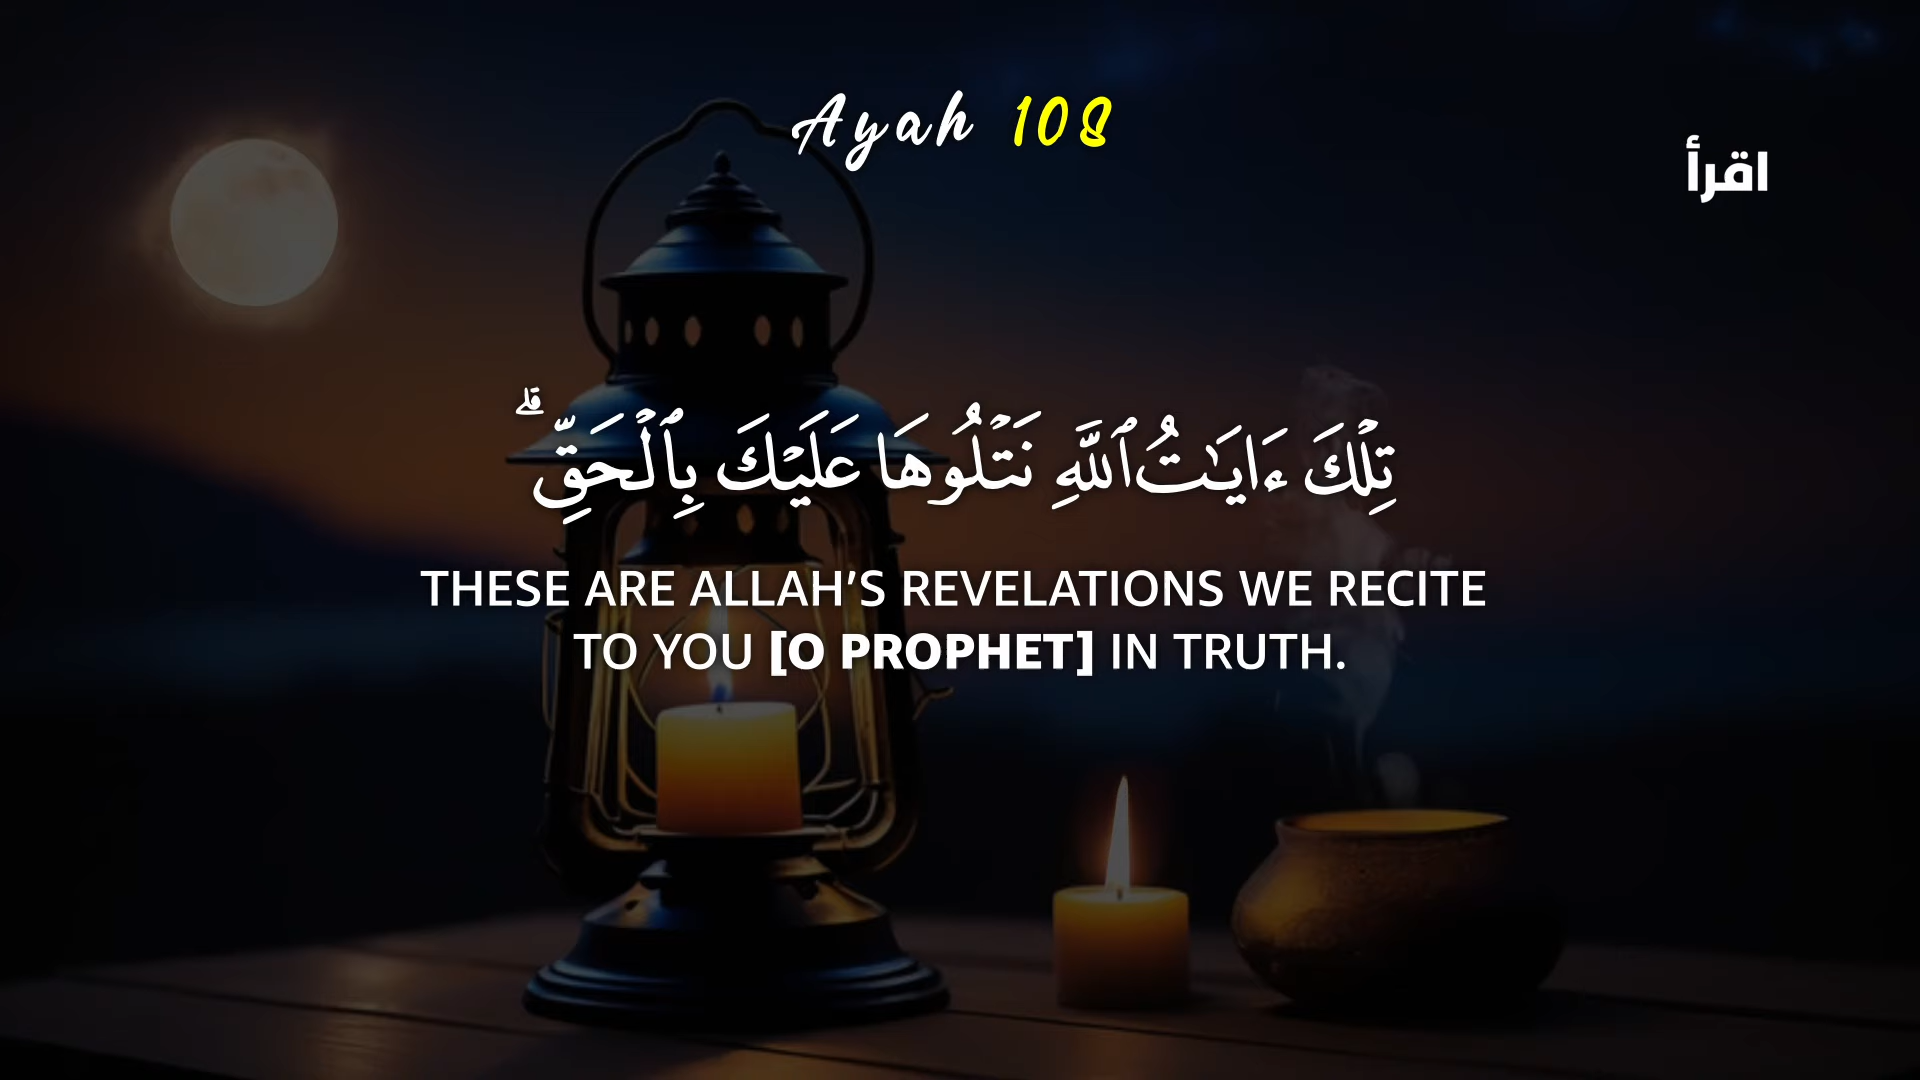 Ayah 108
اقرأ
تِلْكَ ءَايَـٰتُ ٱللَّهِ نَتْلُوهَا عَلَيْكَ بِٱلْحَقِّ ۗ
THESE ARE ALLAH’S REVELATIONS WE RECITE
TO YOU [O PROPHET] IN TRUTH.